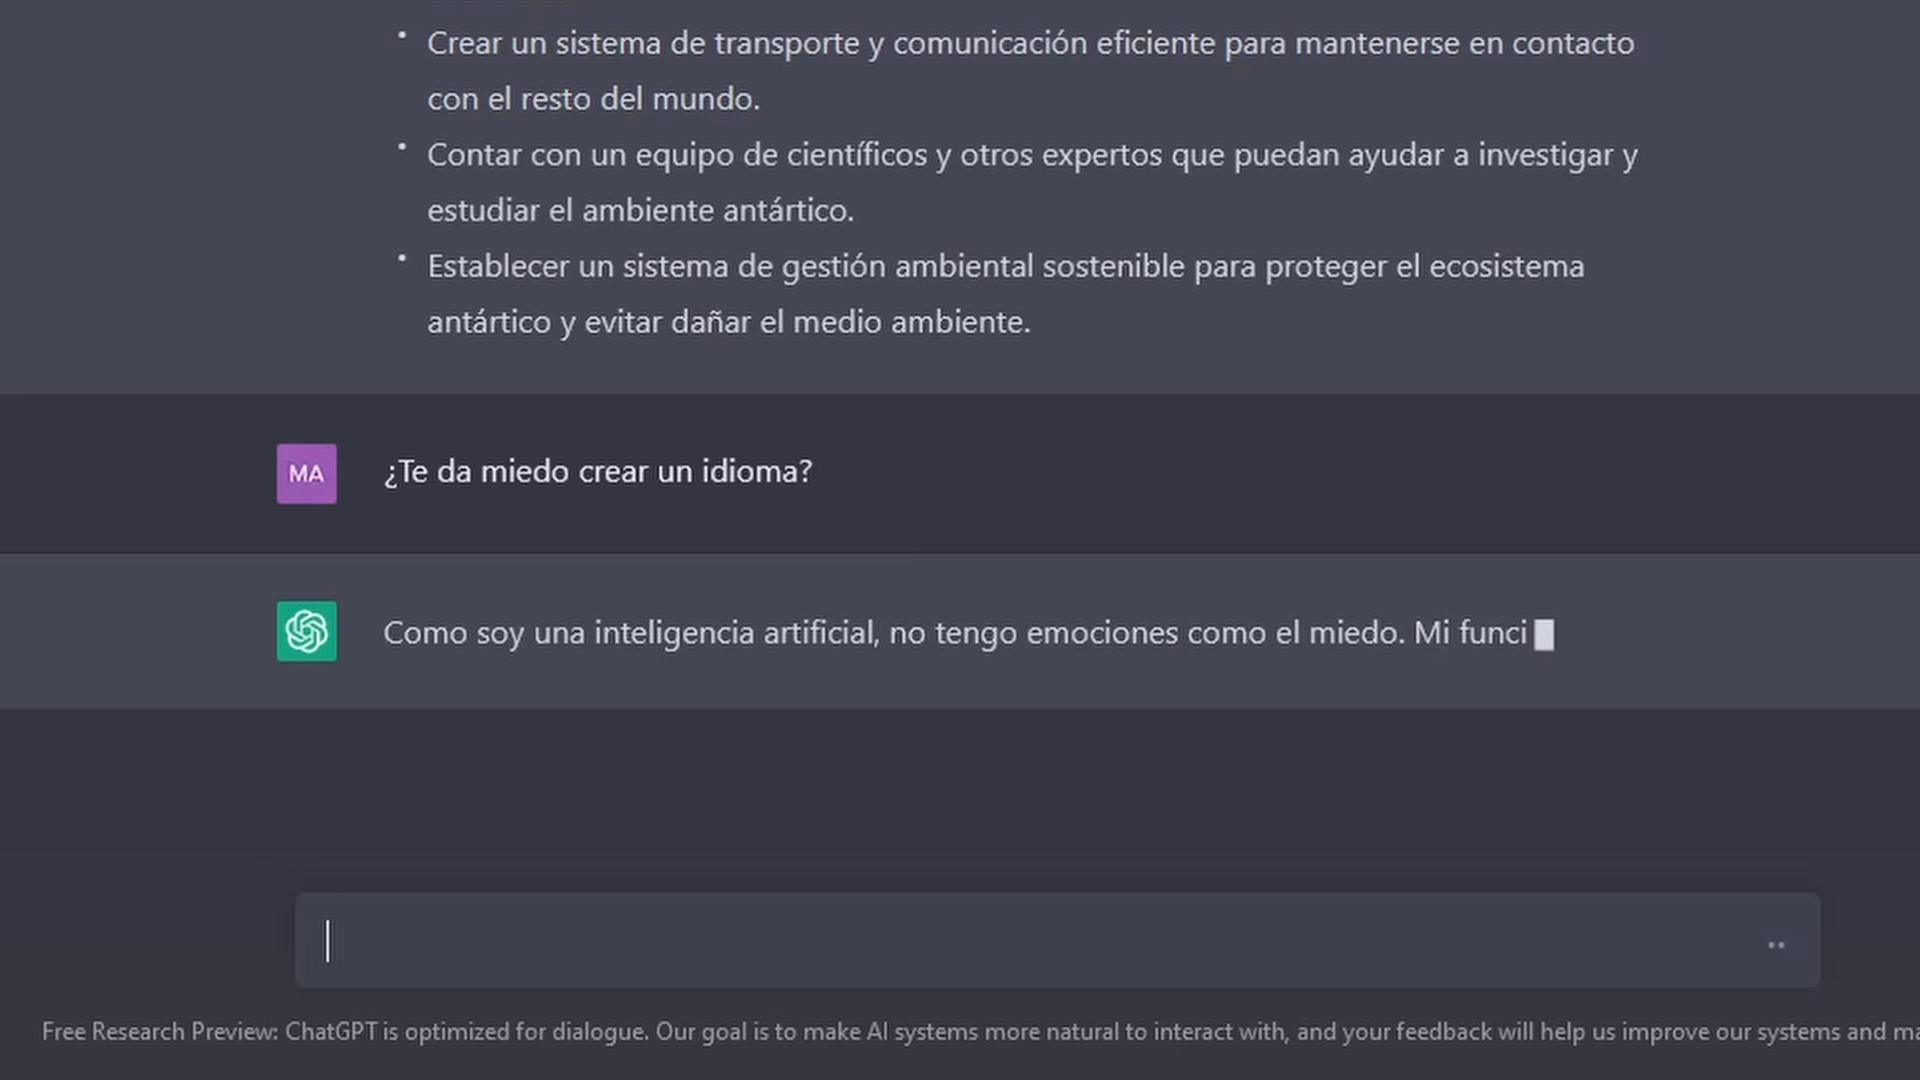 Crear un sistema de transporte y comunicación eficiente para mantenerse en contacto
con el resto del mundo.
Contar con un equipo de científicos y otros expertos que puedan ayudar a investigar y
estudiar el ambiente antártico.
Establecer un sistema de gestión ambiental sostenible para proteger el ecosistema
antártico y evitar dañar el medio ambiente.
MA
¿Te da miedo crear un idioma?
Como soy una inteligencia artificial, no tengo emociones como el miedo. Mi funci
Free Research Preview: ChatGPT is optimized for dialogue. Our goal is to make AI systems more natural to interact with, and your feedback will help us improve our systems and ma